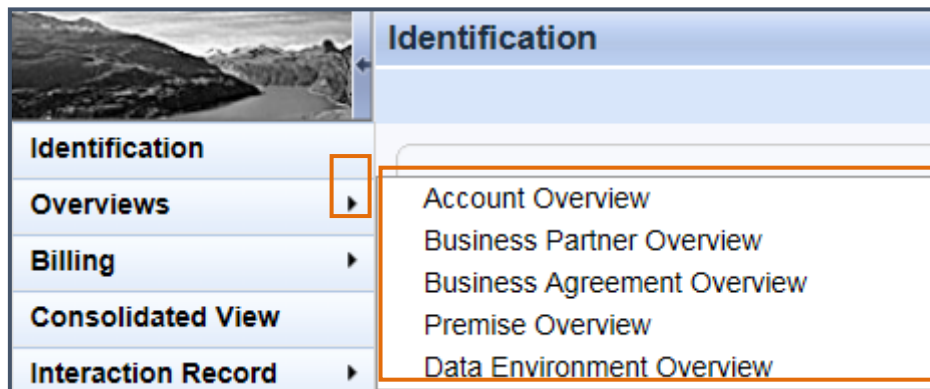 Identification
Identification
Overviews
Billing
Consolidated View
Interaction Record
Account Overview
Business Partner Overview
Business Agreement Overview
Premise Overview
Data Environment Overview